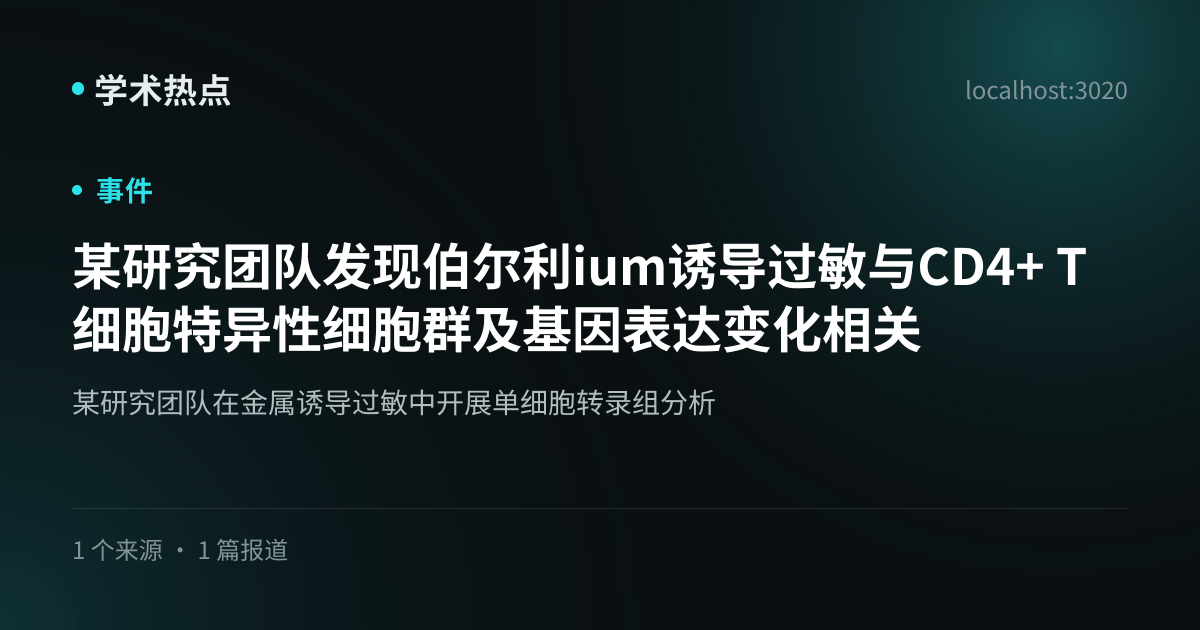 学术热点
localhost:3020
事件
某研究团队发现伯尔利ium诱导过敏与CD4+ T
细胞特异性细胞群及基因表达变化相关
某研究团队在金属诱导过敏中开展单细胞转录组分析
1 个来源 · 1 篇报道